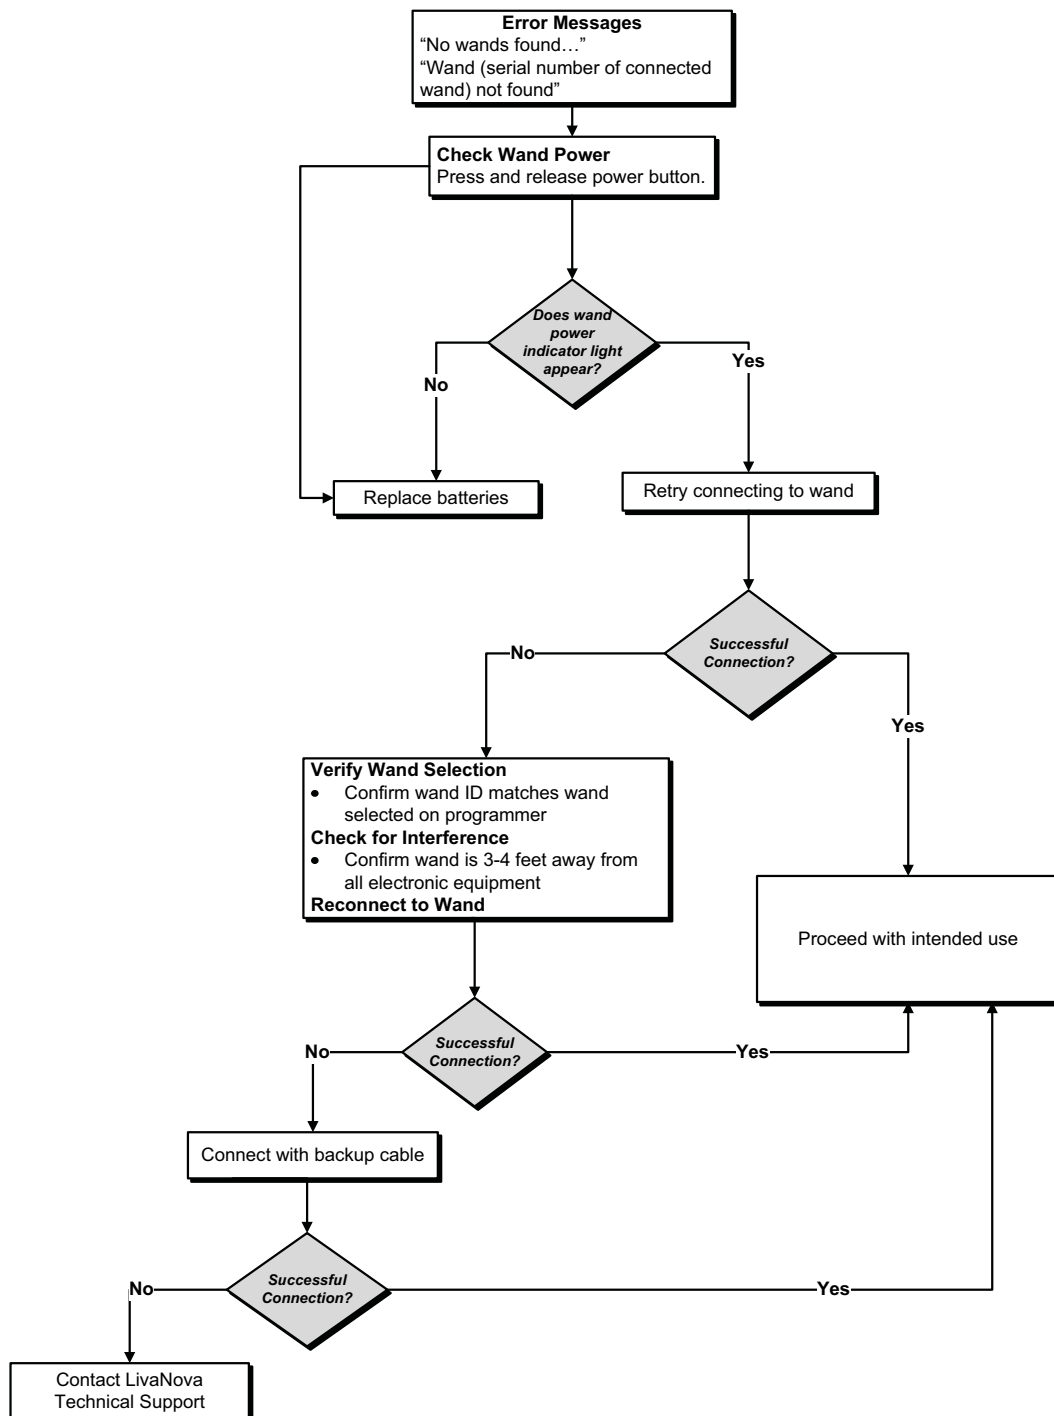 Error Messages
“No wands found…”
“Wand (serial number of connected
wand) not found”
Check Wand Power
Press and release power button.
Does wand
power
indicator light
appear?
No
Yes
Replace batteries
Retry connecting to wand
Successful
Connection?
No
Yes
Verify Wand Selection
• Confirm wand ID matches wand
selected on programmer
Check for Interference
• Confirm wand is 3-4 feet away from
all electronic equipment
Reconnect to Wand
Proceed with intended use
Successful
Connection?
No
Yes
Connect with backup cable
Successful
Connection?
No
Yes
Contact LivaNova
Technical Support